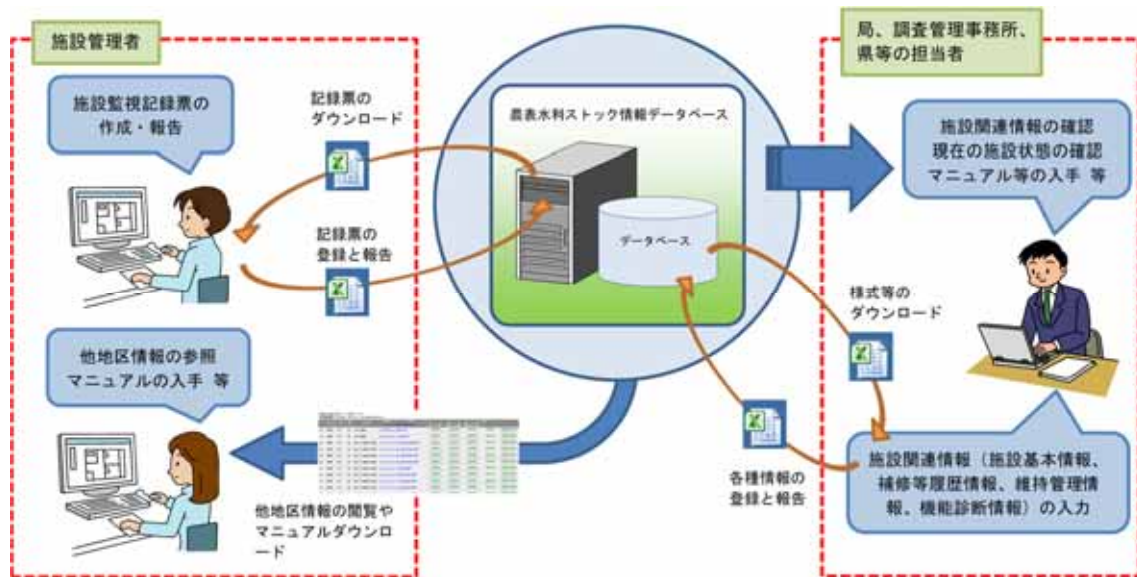 施設管理者
施設監視記録票の
作成・報告
記録票の
ダウンロード
記録票の
登録と報告
他地区情報の参照
マニュアルの入手 等
他地区情報の閲覧や
マニュアルダウンロ
ード
農表水利ストック情報データベース
データベース
局、調査管理事務所、
県等の担当者
施設関連情報の確認
現在の施設状態の確認
マニュアル等の入手 等
様式等の
ダウンロード
各種情報の
登録と報告
施設関連情報（施設基本情報、
補修等履歴情報、維持管理情
報、機能診断情報）の入力